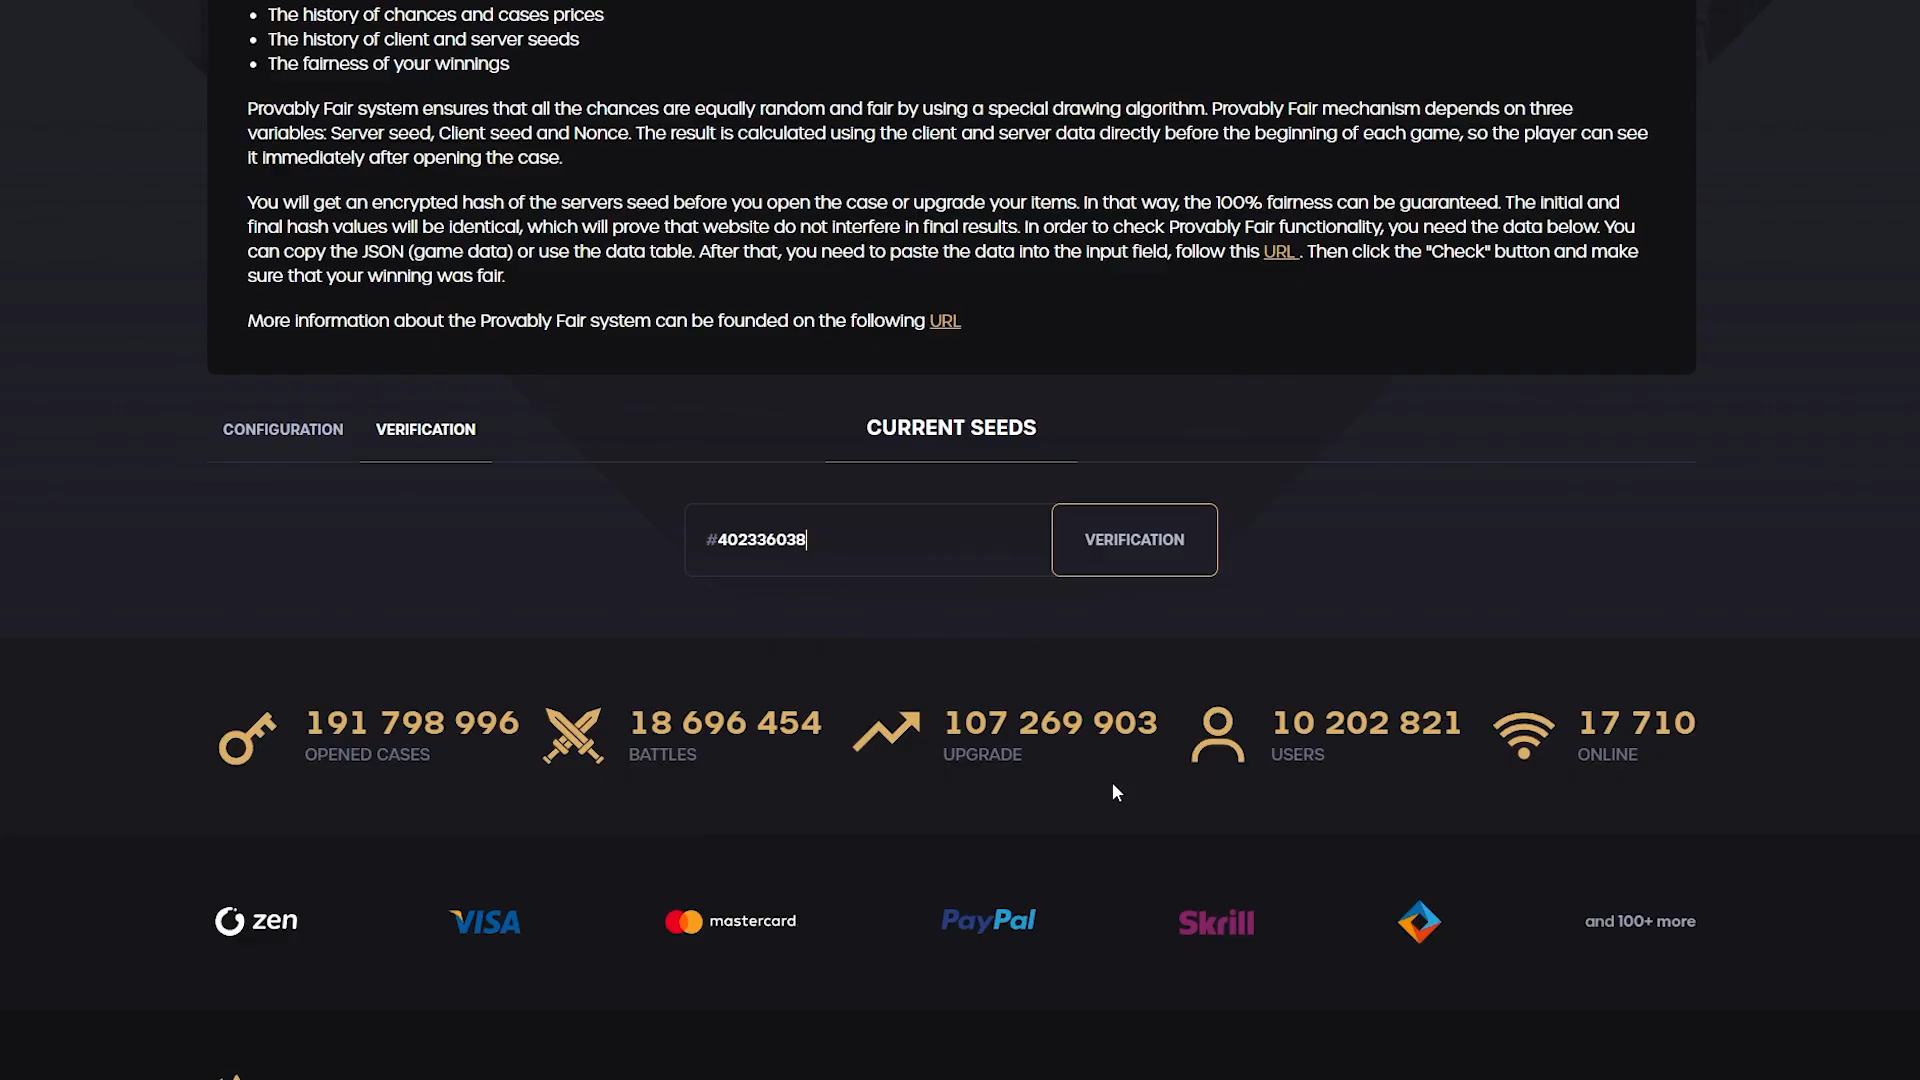 The history of chances and cases prices
The history of client and server seeds
The fairness of your winnings
Provably Fair system ensures that all the chances are equally random and fair by using a special drawing algorithm. Provably Fair mechanism depends on three
variables: Server seed, Client seed and Nonce. The result is calculated using the client and server data directly before the beginning of each game, so the player can see
it immediately after opening the case.
You will get an encrypted hash of the servers seed before you open the case or upgrade your items. In that way, the 100% fairness can be guaranteed. The initial and
final hash values will be identical, which will prove that website do not interfere in final results. In order to check Provably Fair functionality, you need the data below. You
can copy the JSON (game data) or use the data table. After that, you need to paste the data into the input field, follow this URL . Then click the "Check" button and make
sure that your winning was fair.
More information about the Provably Fair system can be founded on the following URL
CONFIGURATION VERIFICATION CURRENT SEEDS
#402336038 VERIFICATION
191 798 996 18 696 454 107 269 903 10 202 821 17 710
OPENED CASES BATTLES UPGRADE USERS ONLINE
zen VISA mastercard PayPal Skrill and 100+ more